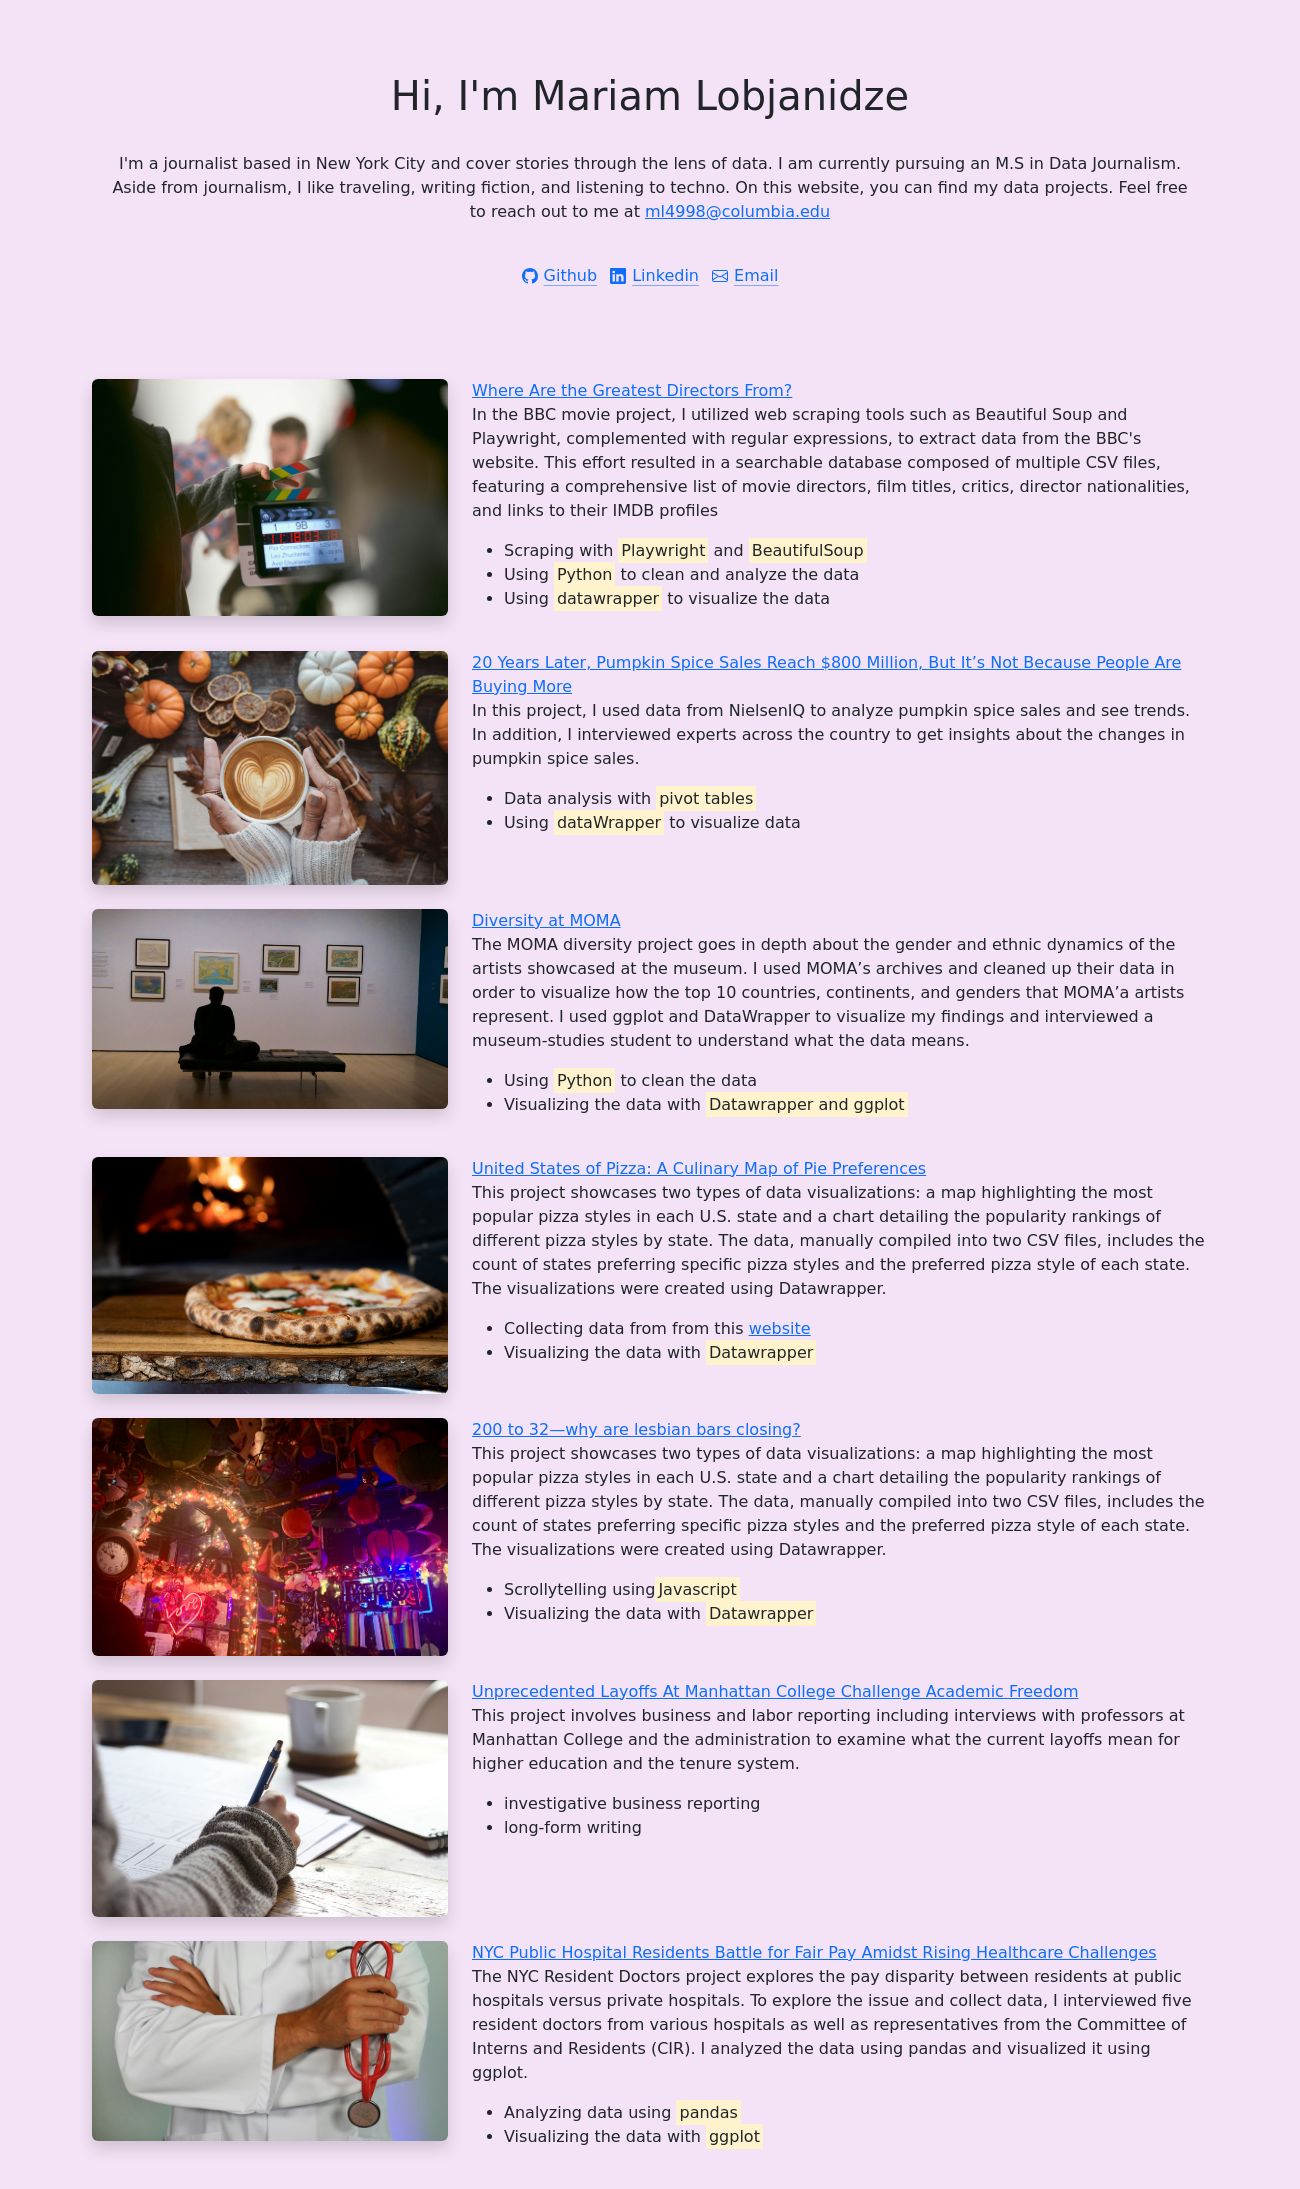 Hi, I'm Mariam Lobjanidze
I'm a journalist based in New York City and cover stories through the lens of data. I am currently pursuing an M.S in Data Journalism.
Aside from journalism, I like traveling, writing fiction, and listening to techno. On this website, you can find my data projects. Feel free
to reach out to me at ml4998@columbia.edu
Github Linkedin Email
Where Are the Greatest Directors From?
In the BBC movie project, I utilized web scraping tools such as Beautiful Soup and
Playwright, complemented with regular expressions, to extract data from the BBC's
website. This effort resulted in a searchable database composed of multiple CSV files,
featuring a comprehensive list of movie directors, film titles, critics, director nationalities,
and links to their IMDB profiles
• Scraping with Playwright and BeautifulSoup
• Using Python to clean and analyze the data
• Using datawrapper to visualize the data
20 Years Later, Pumpkin Spice Sales Reach $800 Million, But It’s Not Because People Are
Buying More
In this project, I used data from NielsenIQ to analyze pumpkin spice sales and see trends.
In addition, I interviewed experts across the country to get insights about the changes in
pumpkin spice sales.
• Data analysis with pivot tables
• Using dataWrapper to visualize data
Diversity at MOMA
The MOMA diversity project goes in depth about the gender and ethnic dynamics of the
artists showcased at the museum. I used MOMA’s archives and cleaned up their data in
order to visualize how the top 10 countries, continents, and genders that MOMA’a artists
represent. I used ggplot and DataWrapper to visualize my findings and interviewed a
museum-studies student to understand what the data means.
• Using Python to clean the data
• Visualizing the data with Datawrapper and ggplot
United States of Pizza: A Culinary Map of Pie Preferences
This project showcases two types of data visualizations: a map highlighting the most
popular pizza styles in each U.S. state and a chart detailing the popularity rankings of
different pizza styles by state. The data, manually compiled into two CSV files, includes the
count of states preferring specific pizza styles and the preferred pizza style of each state.
The visualizations were created using Datawrapper.
• Collecting data from from this website
• Visualizing the data with Datawrapper
200 to 32—why are lesbian bars closing?
This project showcases two types of data visualizations: a map highlighting the most
popular pizza styles in each U.S. state and a chart detailing the popularity rankings of
different pizza styles by state. The data, manually compiled into two CSV files, includes the
count of states preferring specific pizza styles and the preferred pizza style of each state.
The visualizations were created using Datawrapper.
• Scrollytelling using Javascript
• Visualizing the data with Datawrapper
Unprecedented Layoffs At Manhattan College Challenge Academic Freedom
This project involves business and labor reporting including interviews with professors at
Manhattan College and the administration to examine what the current layoffs mean for
higher education and the tenure system.
• investigative business reporting
• long-form writing
NYC Public Hospital Residents Battle for Fair Pay Amidst Rising Healthcare Challenges
The NYC Resident Doctors project explores the pay disparity between residents at public
hospitals versus private hospitals. To explore the issue and collect data, I interviewed five
resident doctors from various hospitals as well as representatives from the Committee of
Interns and Residents (CIR). I analyzed the data using pandas and visualized it using
ggplot.
• Analyzing data using pandas
• Visualizing the data with ggplot